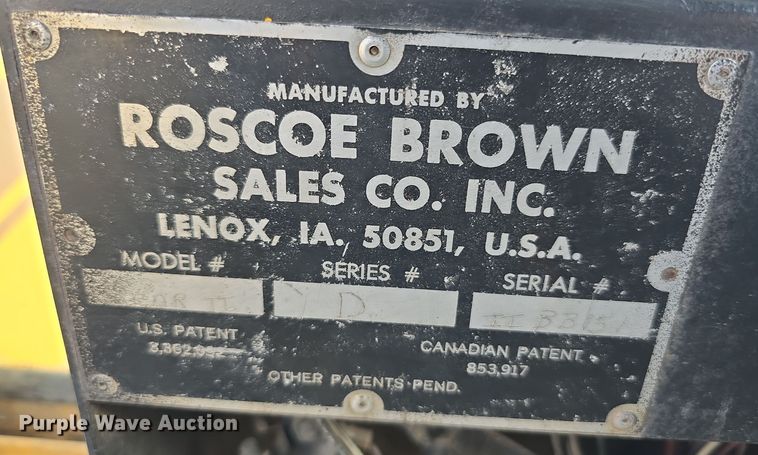 MANUFACTURED BY
ROSCOE BROWN
SALES CO. INC.
LENOX, IA. 50851, U.S.A.
MODEL # SERIES # SERIAL #
II D
U.S. PATENT CANADIAN PATENT
853,917
OTHER PATENTS PEND.
Purple Wave Auction